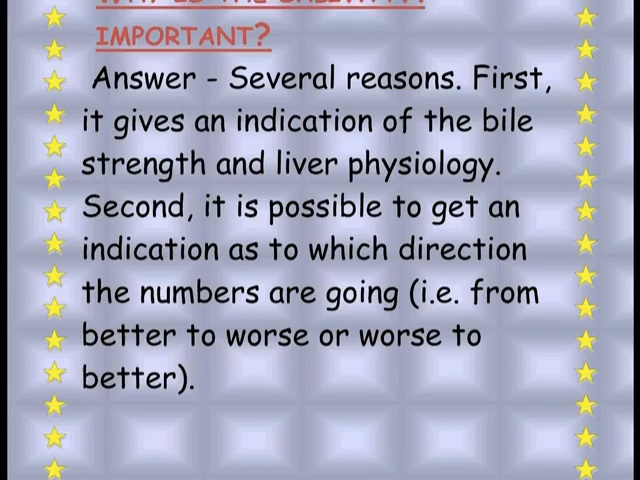 IMPORTANT?
Answer - Several reasons. First,
it gives an indication of the bile
strength and liver physiology.
Second, it is possible to get an
indication as to which direction
the numbers are going (i.e. from
better to worse or worse to
better).